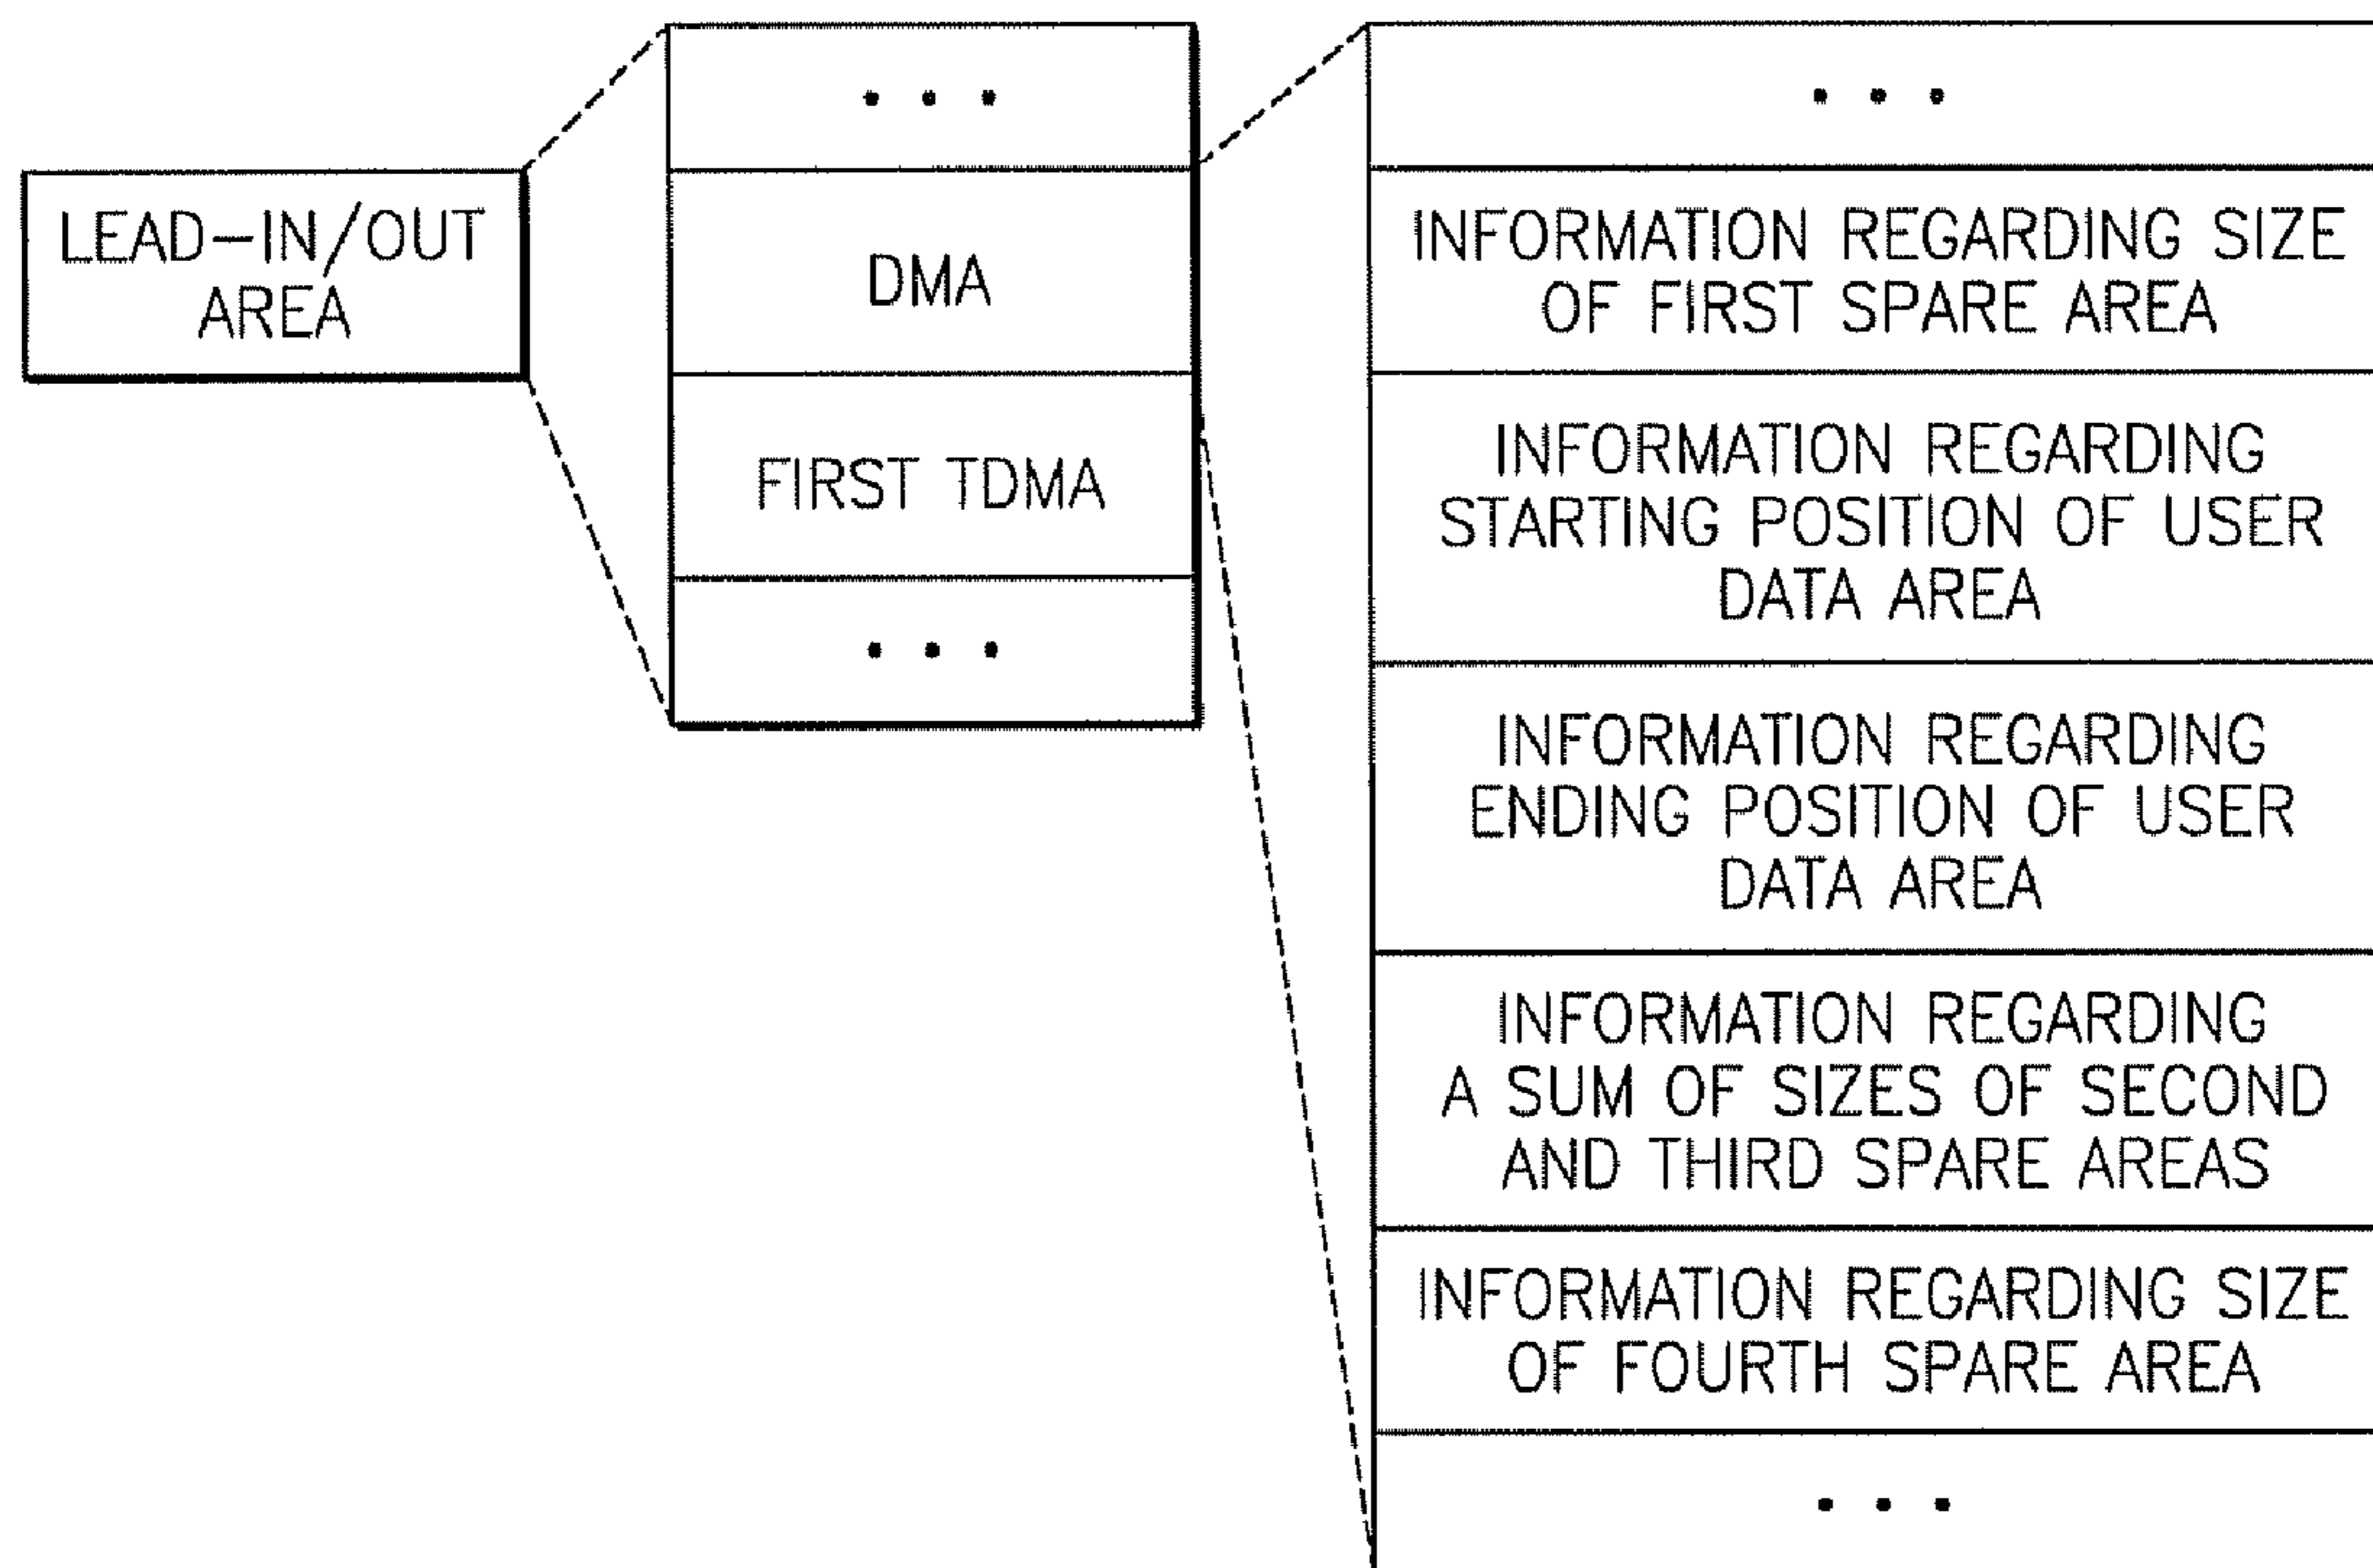 LEAD-IN/OUT
AREA
• • •
DMA
FIRST TDMA
• • •
• • •
INFORMATION REGARDING SIZE
OF FIRST SPARE AREA
INFORMATION REGARDING
STARTING POSITION OF USER
DATA AREA
INFORMATION REGARDING
ENDING POSITION OF USER
DATA AREA
INFORMATION REGARDING
A SUM OF SIZES OF SECOND
AND THIRD SPARE AREAS
INFORMATION REGARDING SIZE
OF FOURTH SPARE AREA
• • •